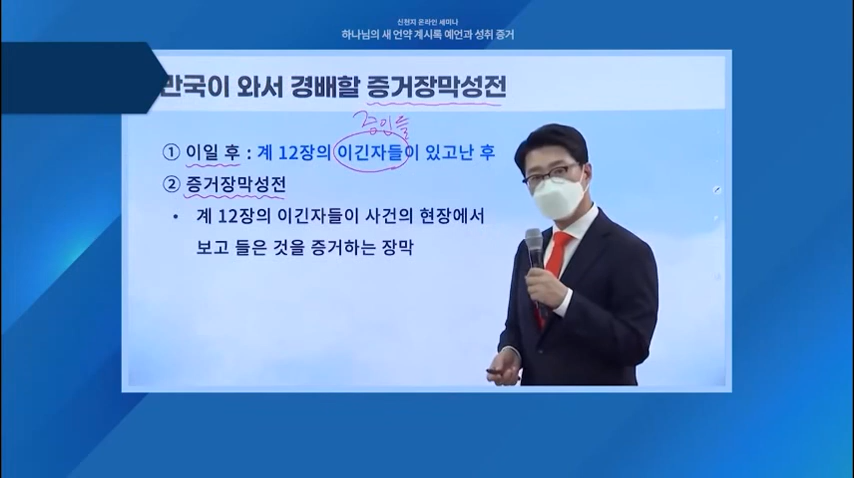 신천지 온라인 세미나
하나님의 새 언약 계시록 예언과 성취 증거
만국이 와서 경배할 증거장막성전
증인들
① 이일 후 : 계 12장의 이긴자들이 있고난 후
② 증거장막성전
• 계 12장의 이긴자들이 사건의 현장에서
보고 들은 것을 증거하는 장막